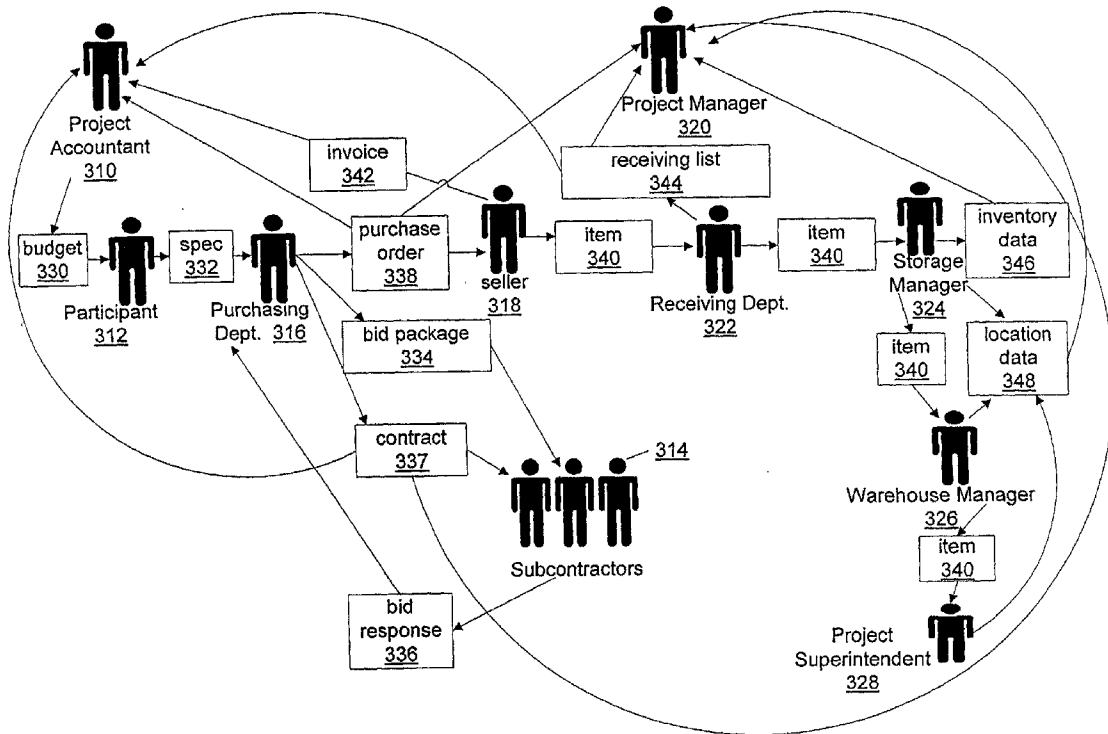 Project
Accountant
310
Project Manager
320
invoice
342
receiving list
344
budget
330
spec
332
purchase
order
338
item
340
item
340
inventory
data
346
Participant
312
Purchasing
Dept. 316
seller
318
Receiving Dept.
322
Storage
Manager
324
bid package
334
item
340
location
data
348
contract
337
314
Warehouse Manager
326
Subcontractors
item
340
bid
response
336
Project
Superintendent
328